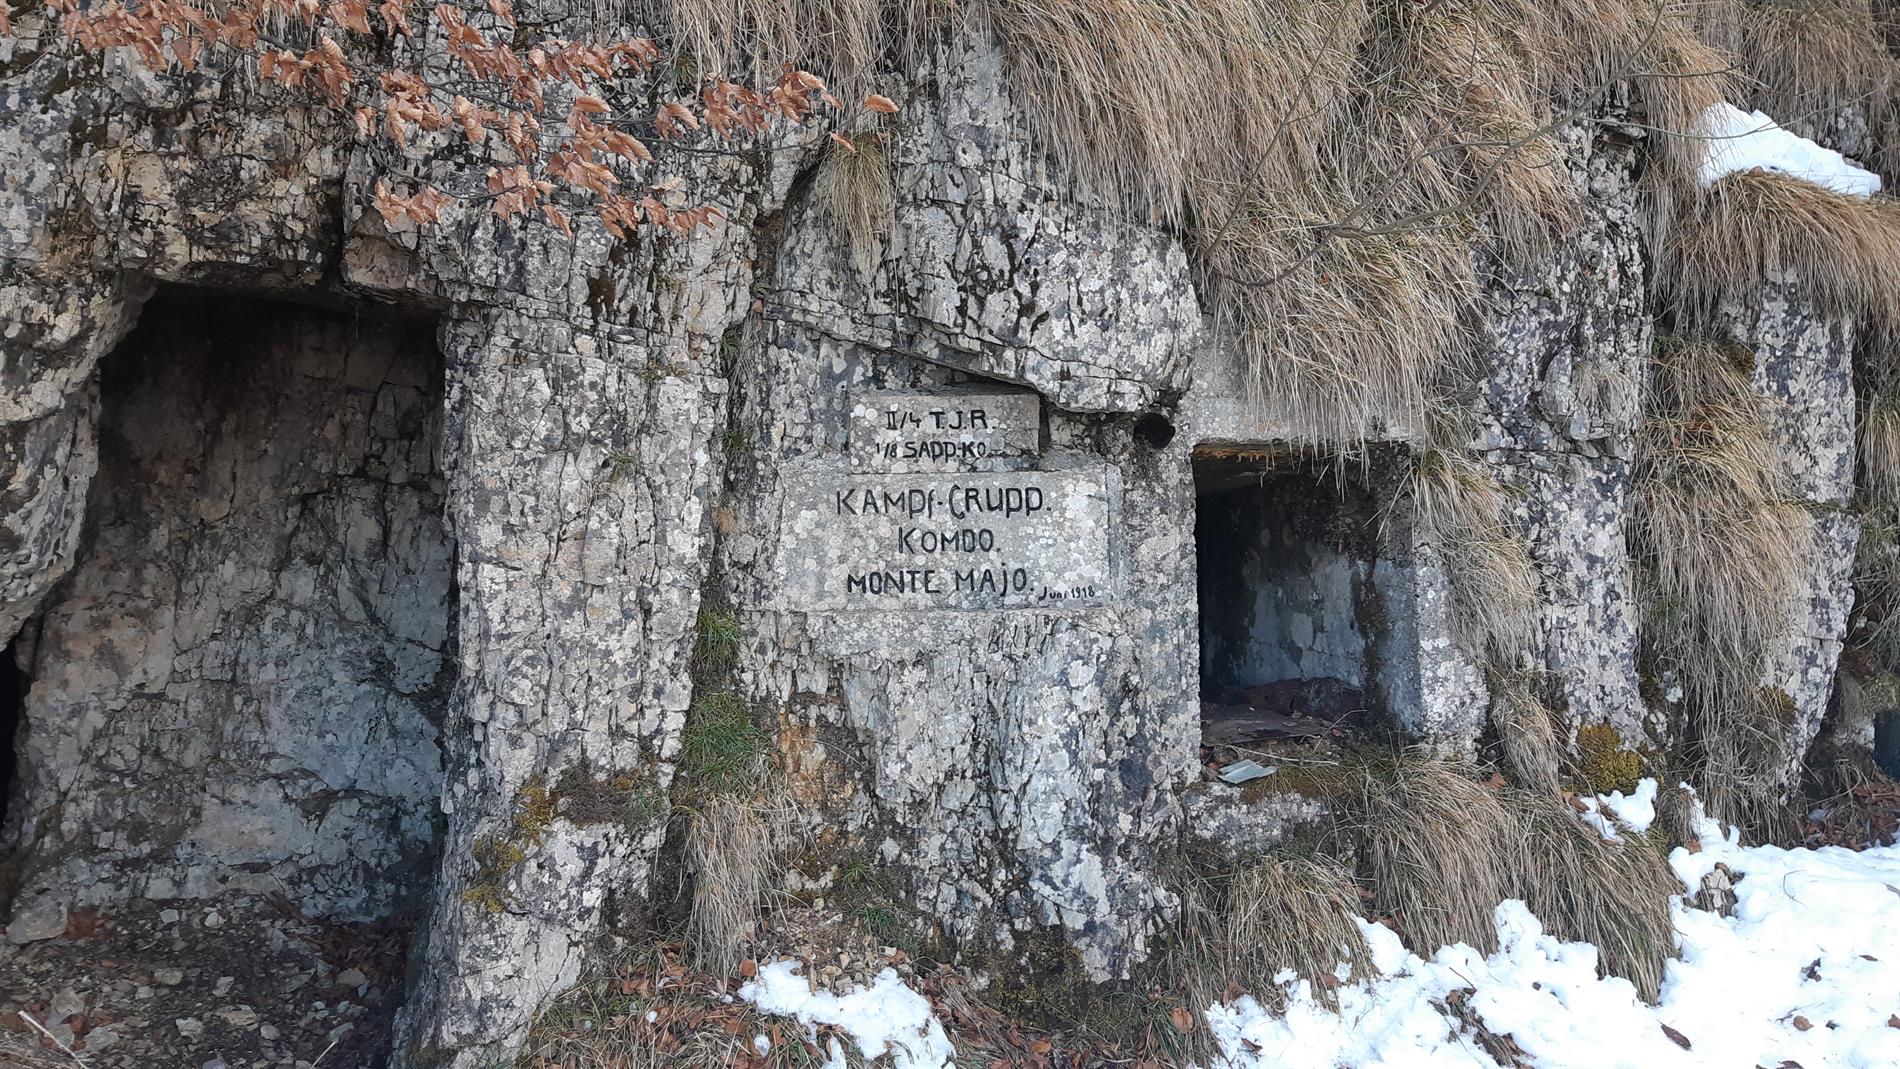 II/4 T.J.R.
1/8 SAPP.KO.
KAMPf-GRUPP.
KOMDO.
MONTE MAJO. Juni 1918